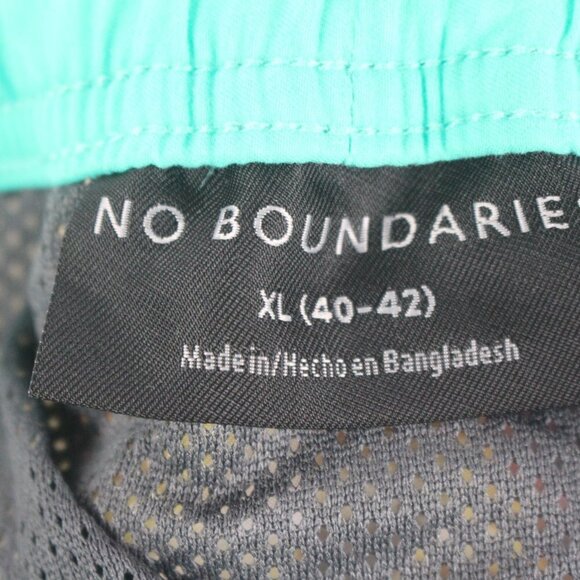 NO BOUNDARIES
XL (40-42)
Made in/Hecho en Bangladesh